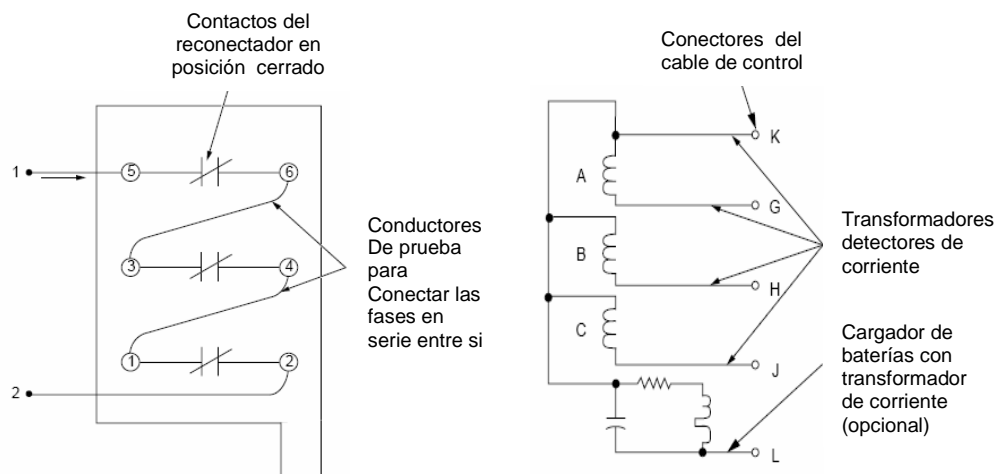 Contactos del
reconectador en
posición cerrado
1
5
6
3
4
1
2
2
Conductores
De prueba
para
Conectar las
fases en
serie entre si
Conectores del
cable de control
K
A
G
B
H
C
J
L
Transformadores
detectores de
corriente
Cargador de
baterías con
transformador
de corriente
(opcional)